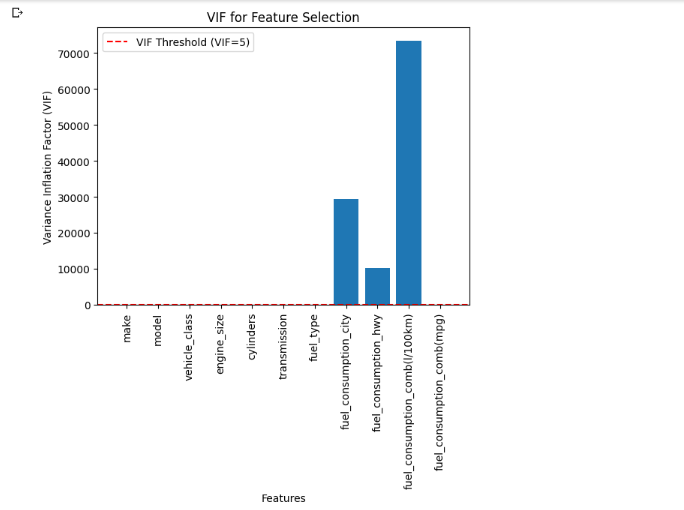 VIF for Feature Selection
VIF Threshold (VIF=5)
Variance Inflation Factor (VIF)
70000
60000
50000
40000
30000
20000
10000
0
make
model
vehicle_class
engine_size
cylinders
transmission
fuel_type
fuel_consumption_city
fuel_consumption_hwy
fuel_consumption_comb(l/100km)
fuel_consumption_comb(mpg)
Features